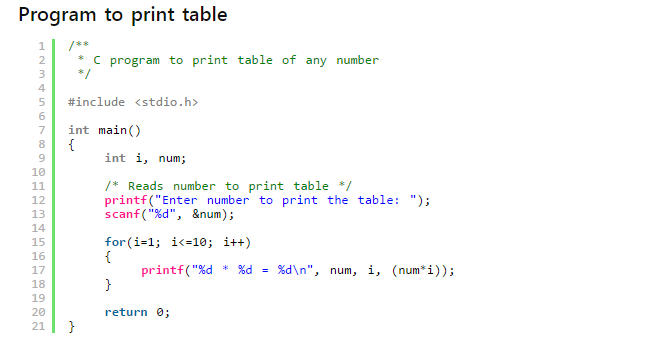 Program to print table
1 /**
2  * C program to print table of any number
3  */
4
5 #include <stdio.h>
6
7 int main()
8 {
9     int i, num;
10
11     /* Reads number to print table */
12     printf("Enter number to print the table: ");
13     scanf("%d", &num);
14
15     for(i=1; i<=10; i++)
16     {
17         printf("%d * %d = %d\n", num, i, (num*i));
18     }
19
20     return 0;
21 }